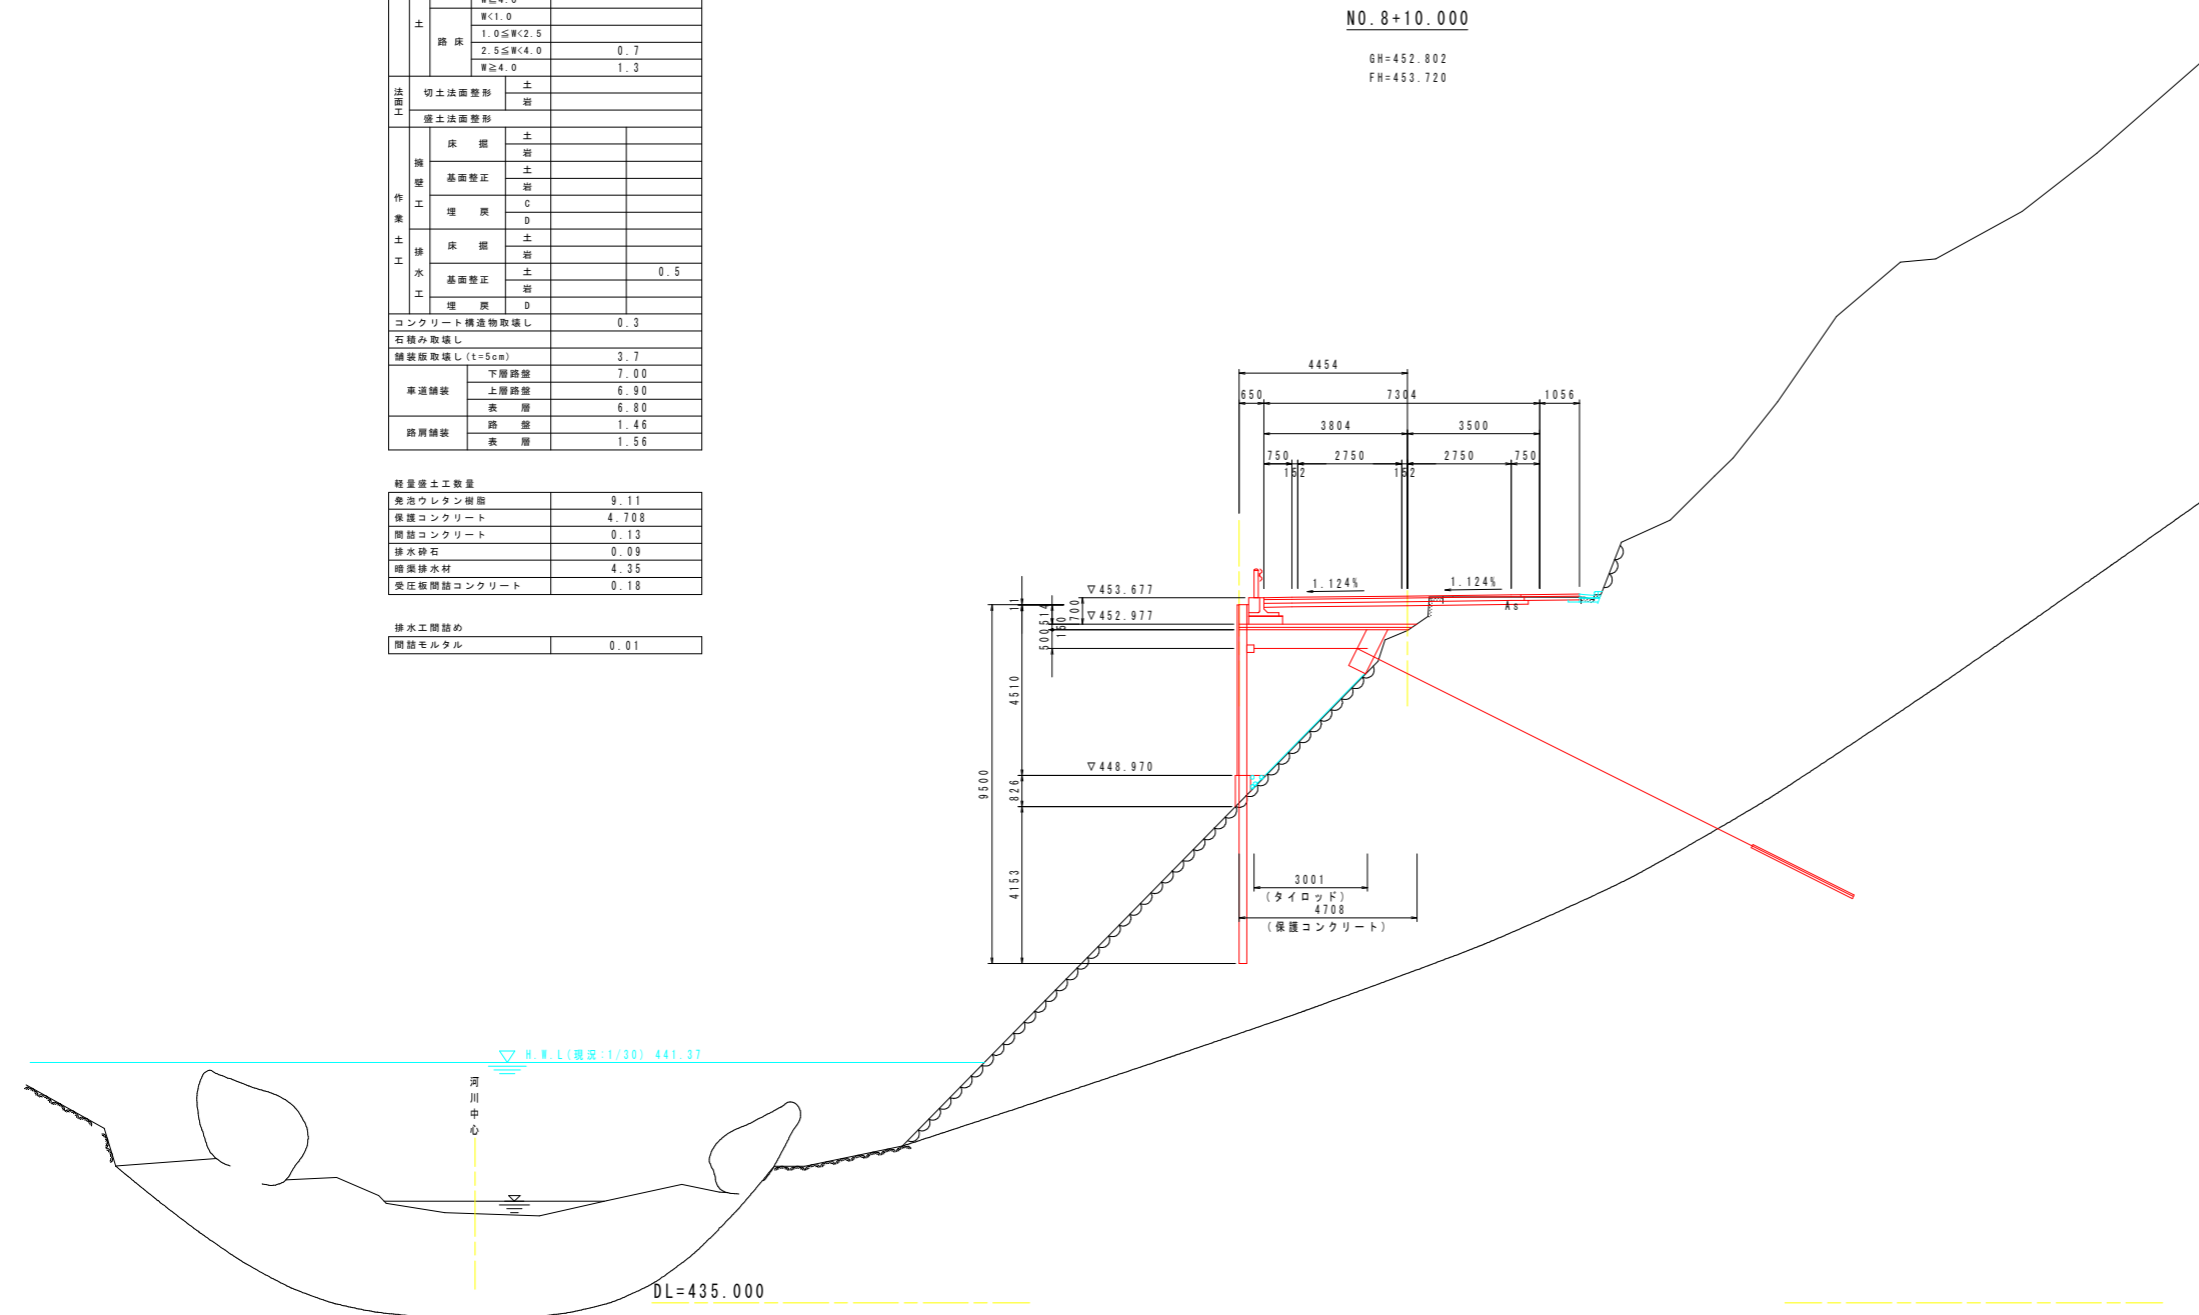 W≧4.0
土
路床
W<1.0
1.0≦W<2.5
2.5≦W<4.0 0.7
W≧4.0 1.3
法面工
切土法面整形 土
岩
盛土法面整形
作業土工
擁壁工
床掘 土
岩
基面整正 土
岩
埋戻 C
D
排水工
床掘 土
岩
基面整正 土 0.5
岩
埋戻 D
コンクリート構造物取壊し 0.3
石積み取壊し
舗装版取壊し(t=5cm) 3.7
車道舗装
下層路盤 7.00
上層路盤 6.90
表層 6.80
路肩舗装
路盤 1.46
表層 1.56
軽量盛土工数量
発泡ウレタン樹脂 9.11
保護コンクリート 4.708
間詰コンクリート 0.13
排水砕石 0.09
暗渠排水材 4.35
受圧板間詰コンクリート 0.18
排水工間詰め
間詰モルタル 0.01
NO.8+10.000
GH=452.802
FH=453.720
4454
650 7304 1056
3804 3500
750 2750 2750 750
152 152
1.124% 1.124%
As
▽453.677
▽452.977
▽448.970
11
514
700
150
500
4510
826
9500
4153
3001
(タイロッド)
4708
(保護コンクリート)
H.W.L(現況:1/30) 441.37
河川中心
DL=435.000